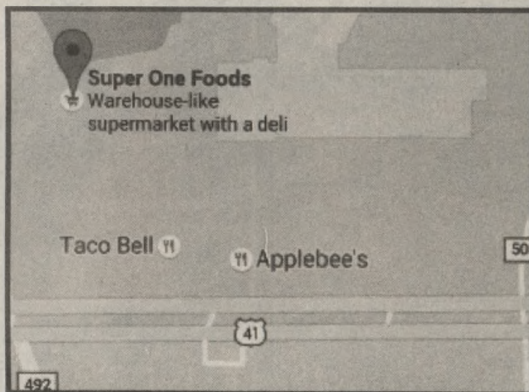 Super One Foods
Warehouse-like
supermarket with a deli
Taco Bell
Applebee's
50
41
492